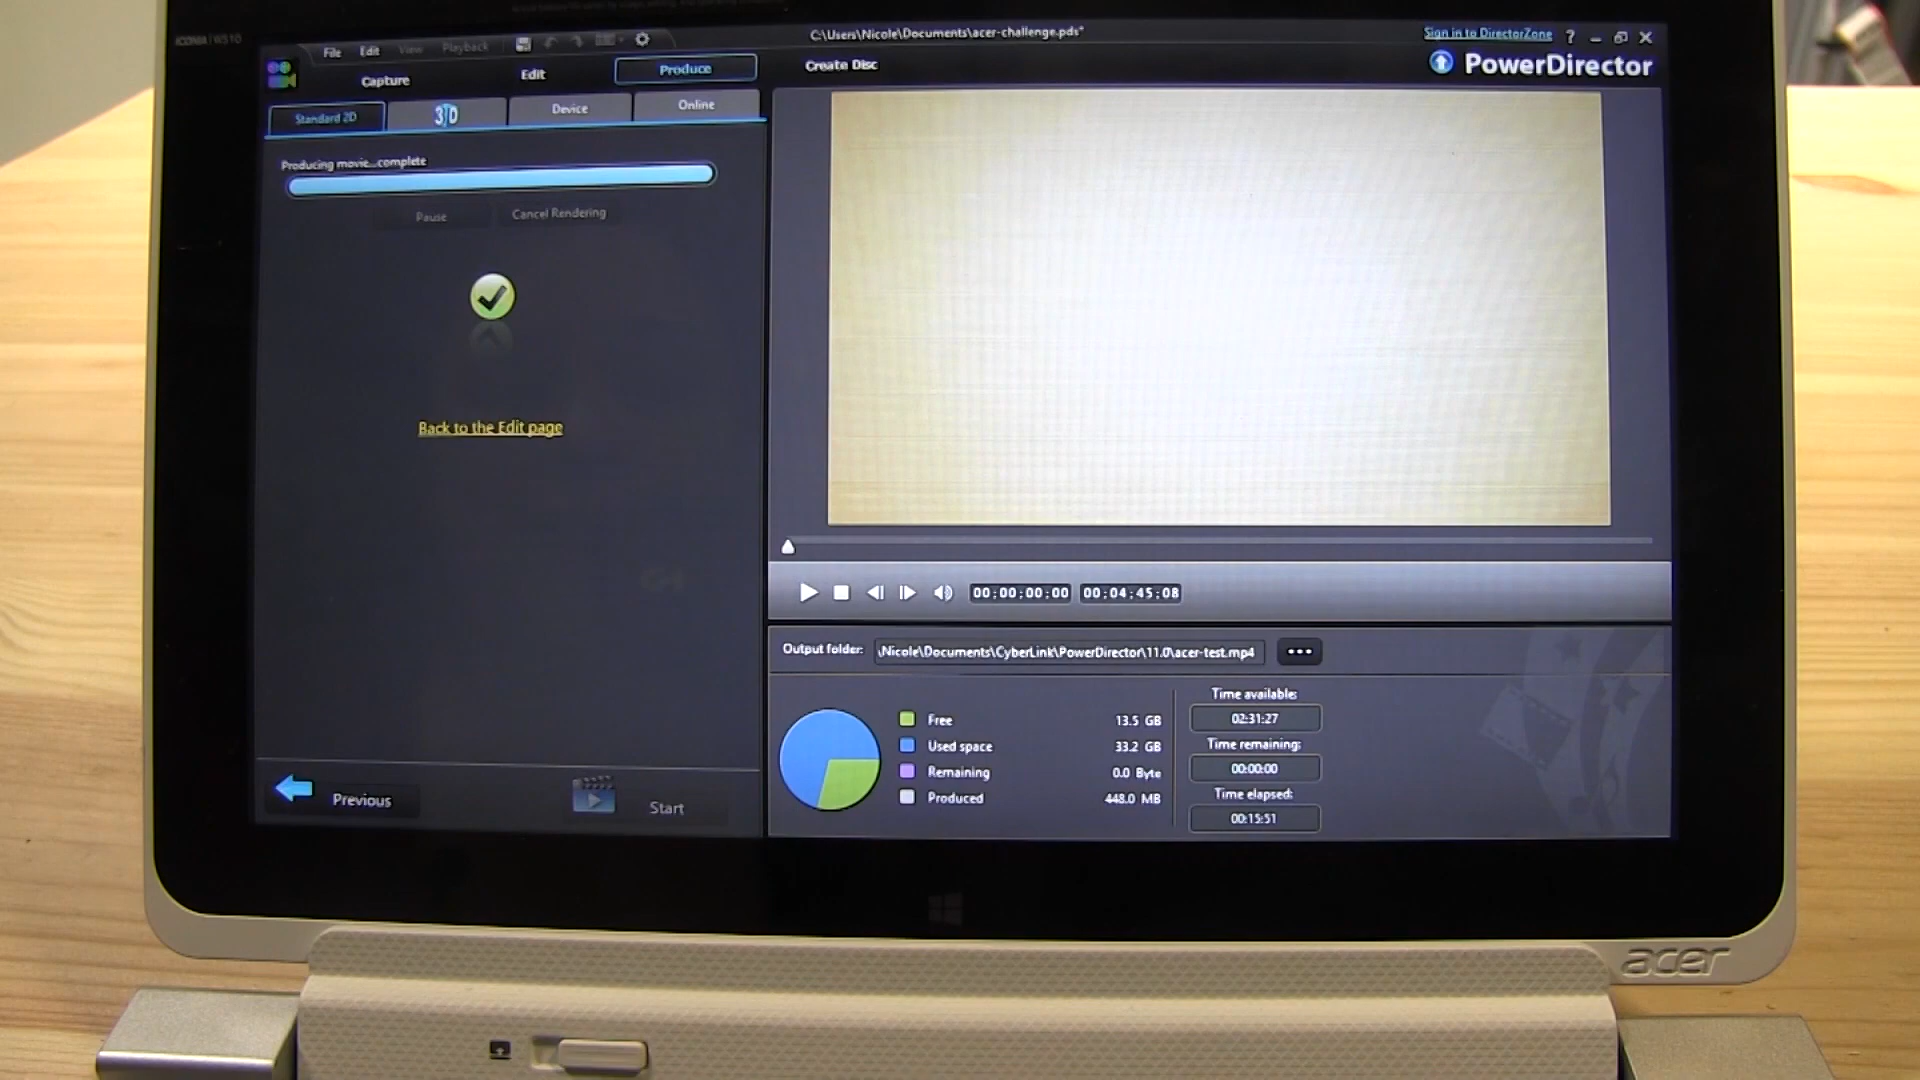 ICONIA W510
File Edit View Playback
C:\Users\Nicole\Documents\acer-challenge.pds*
Sign in to DirectorZone ?
Capture Edit Produce Create Disc
PowerDirector
Standard 2D 3D Device Online
Producing movie...complete
Pause Cancel Rendering
Back to the Edit page
Previous Start
00;00;00;00 00;04;45;08
Output folder: \Nicole\Documents\CyberLink\PowerDirector\11.0\acer-test.mp4 •••
Free 13.5 GB
Used space 33.2 GB
Remaining 0.0 Byte
Produced 448.0 MB
Time available:
02:31:27
Time remaining:
00:00:00
Time elapsed:
00:15:51
acer